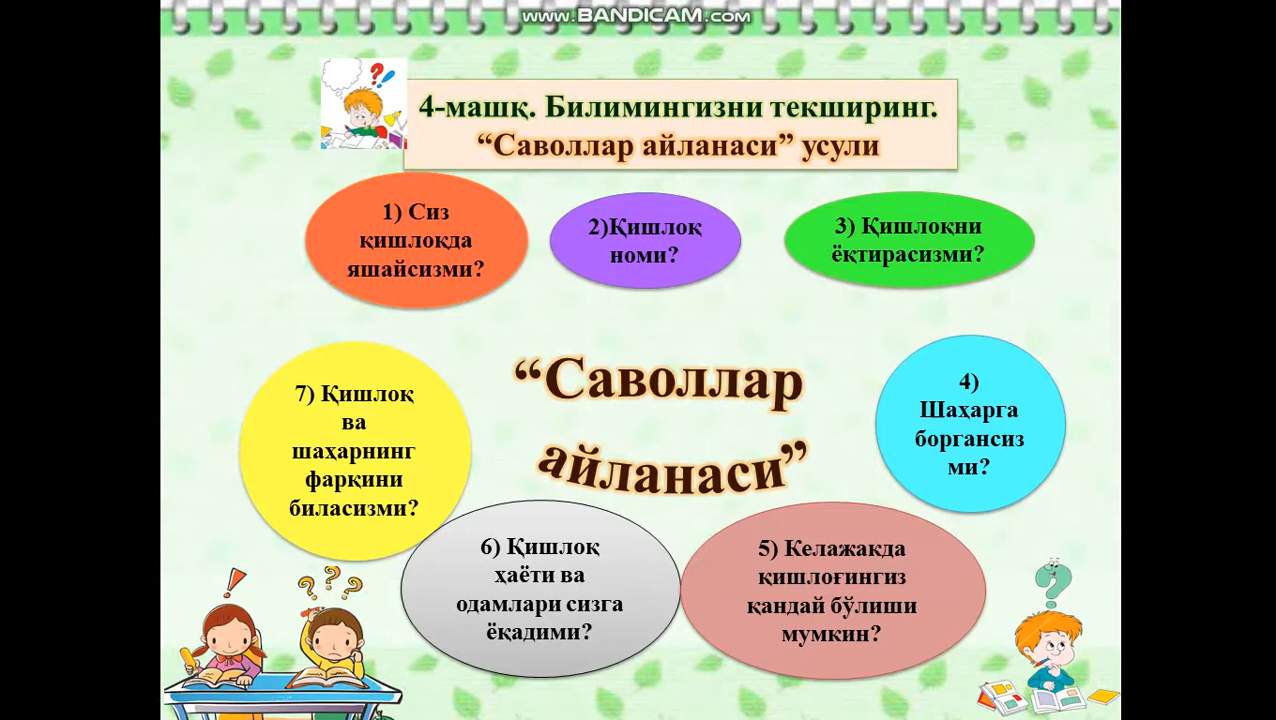 www.BANDICAM.com
4-машқ. Билимингизни текширинг.
“Саволлар айланаси” усули
1) Сиз
қишлоқда
яшайсизми?
2)Қишлоқ
номи?
3) Қишлоқни
ёқтирасизми?
4)
Шаҳарга
боргансиз
ми?
5) Келажакда
қишлоғингиз
қандай бўлиши
мумкин?
6) Қишлоқ
ҳаёти ва
одамлари сизга
ёқадими?
7) Қишлоқ
ва
шаҳарнинг
фарқини
биласизми?
“Саволлар
айланаси”